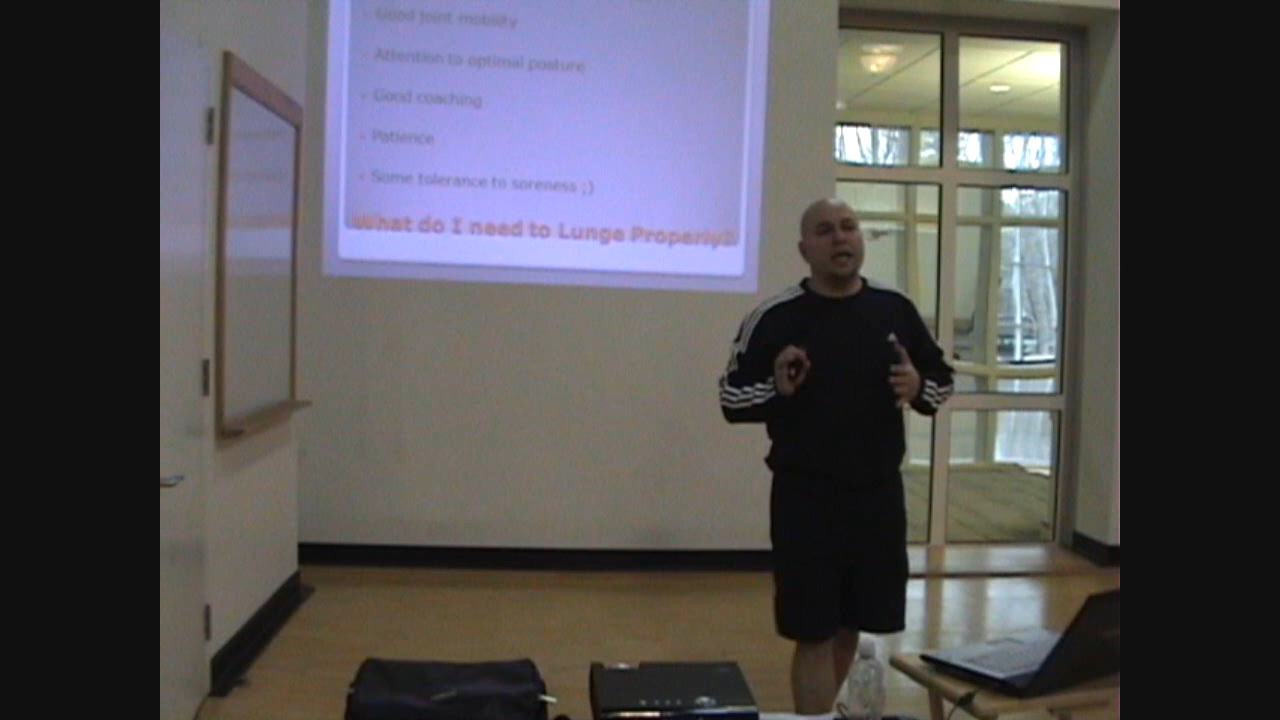 - Good joint mobility
- Attention to optimal posture
- Good coaching
- Patience
- Some tolerance to soreness ;)
What do I need to Lunge Properly?